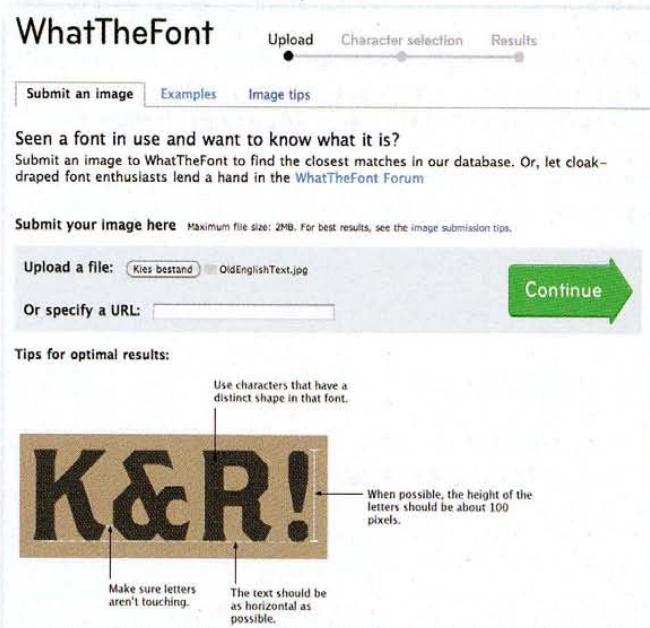 WhatTheFont
Upload Character selection Results
Submit an image Examples Image tips
Seen a font in use and want to know what it is?
Submit an image to WhatTheFont to find the closest matches in our database. Or, let cloak-
draped font enthusiasts lend a hand in the WhatTheFont Forum
Submit your image here Maximum file size: 2MB. For best results, see the image submission tips.
Upload a file: Kies bestand OldEnglishText.jpg
Continue
Or specify a URL:
Tips for optimal results:
Use characters that have a
distinct shape in that font.
K&R!
When possible, the height of the
letters should be about 100
pixels.
Make sure letters
aren't touching.
The text should be
as horizontal as
possible.